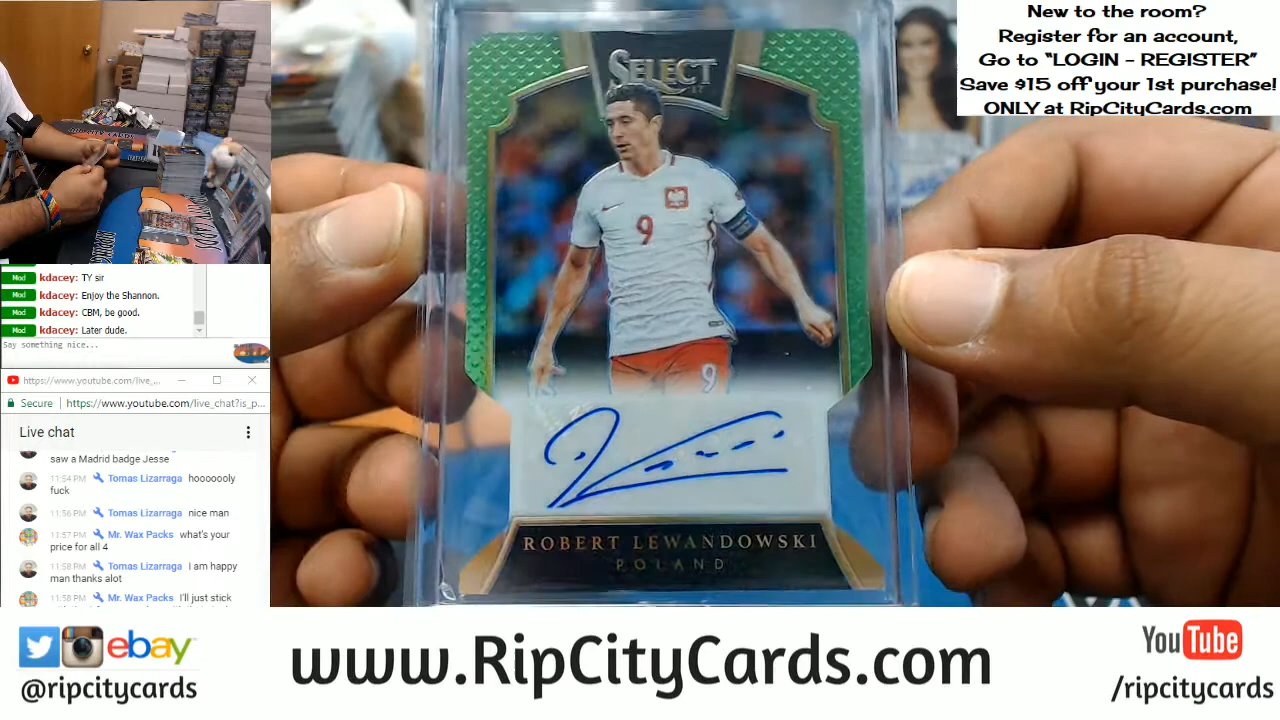 New to the room?
Register for an account,
Go to “LOGIN - REGISTER”
Save $15 off your 1st purchase!
ONLY at RipCityCards.com
SELECT
17
9
9
ROBERT LEWANDOWSKI
POLAND
Mod kdacey: TY sir
Mod kdacey: Enjoy the Shannon.
Mod kdacey: CBM, be good.
Mod kdacey: Later dude.
Say something nice...
https://www.youtube.com/live_...
Secure https://www.youtube.com/live_chat?is_p...
Live chat
saw a Madrid badge Jesse
11:54 PM Tomas Lizarraga hooooooly
fuck
11:56 PM Tomas Lizarraga nice man
11:57 PM Mr. Wax Packs what's your
price for all 4
11:58 PM Tomas Lizarraga I am happy
man thanks alot
11:58 PM Mr. Wax Packs I'll just stick
ebay
@ripcitycards
www.RipCityCards.com
YouTube
/ripcitycards